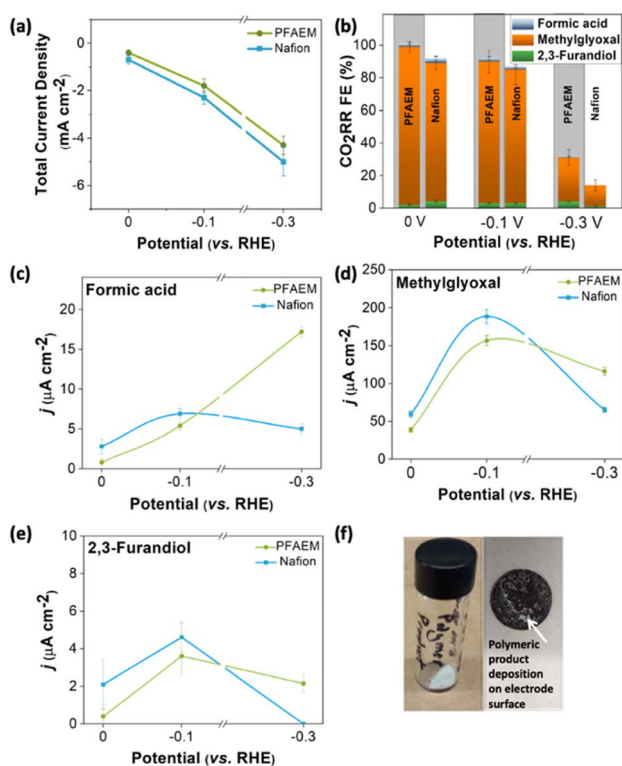 (a)
PFAEM
Nafion
0
-2
-4
-6
Total Current Density
(mA cm-2)
0
-0.1
-0.3
Potential (vs. RHE)
(b)
Formic acid
Methylglyoxal
2,3-Furandiol
100
80
60
40
20
0
CO2RR FE (%)
PFAEM
Nafion
PFAEM
Nafion
PFAEM
Nafion
0 V
-0.1 V
-0.3 V
Potential (vs. RHE)
(c)
Formic acid
PFAEM
Nafion
20
15
10
5
0
j (µA cm-2)
0
-0.1
-0.3
Potential (vs. RHE)
(d)
Methylglyoxal
PFAEM
Nafion
250
200
150
100
50
0
j (µA cm-2)
0
-0.1
-0.3
Potential (vs. RHE)
(e)
2,3-Furandiol
PFAEM
Nafion
10
8
6
4
2
0
j (µA cm-2)
0
-0.1
-0.3
Potential (vs. RHE)
(f)
Polymer
Product
Polymeric
product
deposition
on electrode
surface